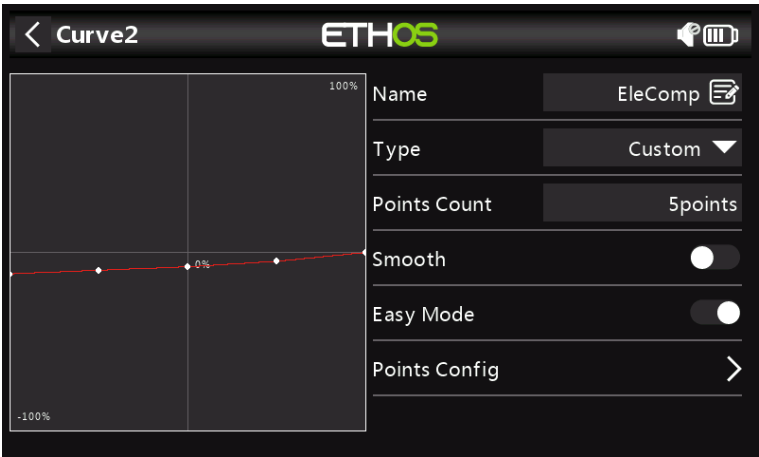 Curve2
ETHOS
100%
0%
-100%
Name EleComp
Type Custom
Points Count 5points
Smooth
Easy Mode
Points Config